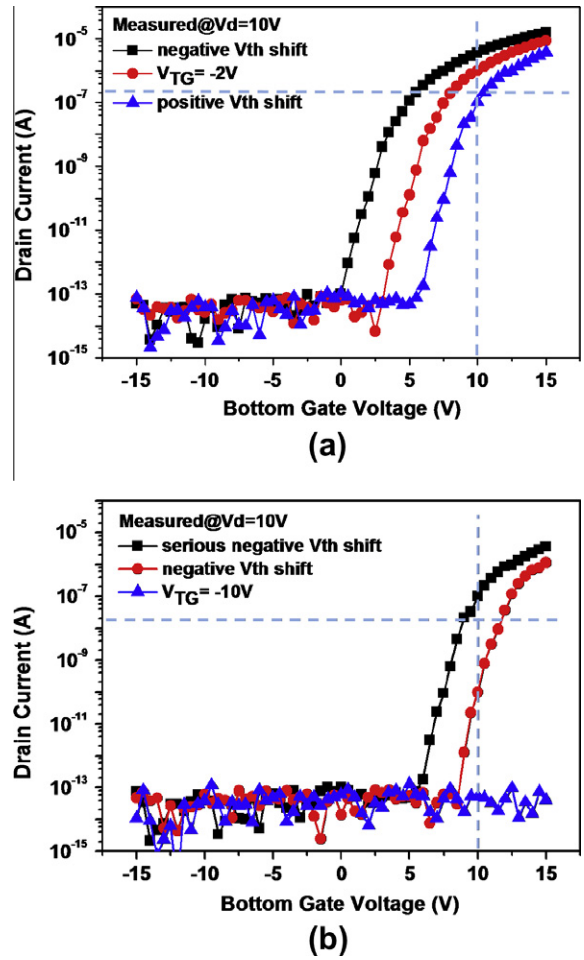 Measured@Vd=10V
negative Vth shift
V_TG= -2V
positive Vth shift
10^-5
10^-7
10^-9
10^-11
10^-13
10^-15
Drain Current (A)
-15 -10 -5 0 5 10 15
Bottom Gate Voltage (V)
(a)
Measured@Vd=10V
serious negative Vth shift
negative Vth shift
V_TG= -10V
10^-5
10^-7
10^-9
10^-11
10^-13
10^-15
Drain Current (A)
-15 -10 -5 0 5 10 15
Bottom Gate Voltage (V)
(b)